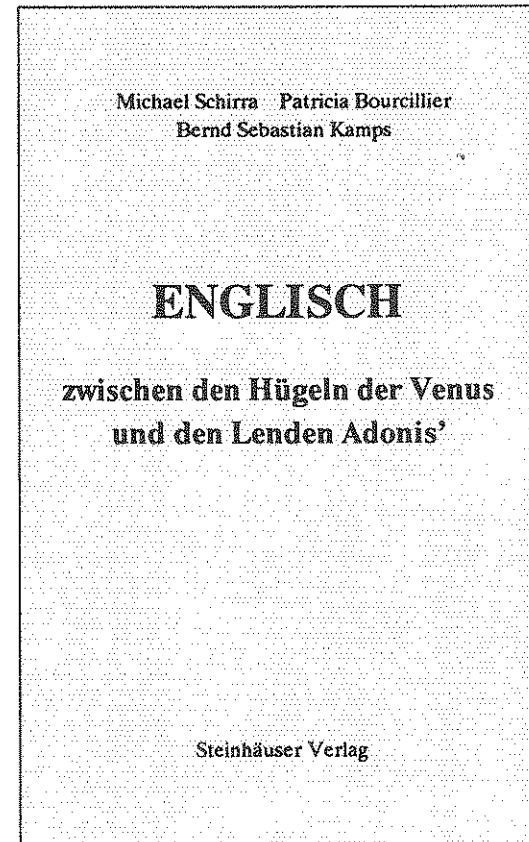 Michael Schirra Patricia Bourcillier
Bernd Sebastian Kamps
ENGLISCH
zwischen den Hügeln der Venus
und den Lenden Adonis’
Steinhäuser Verlag